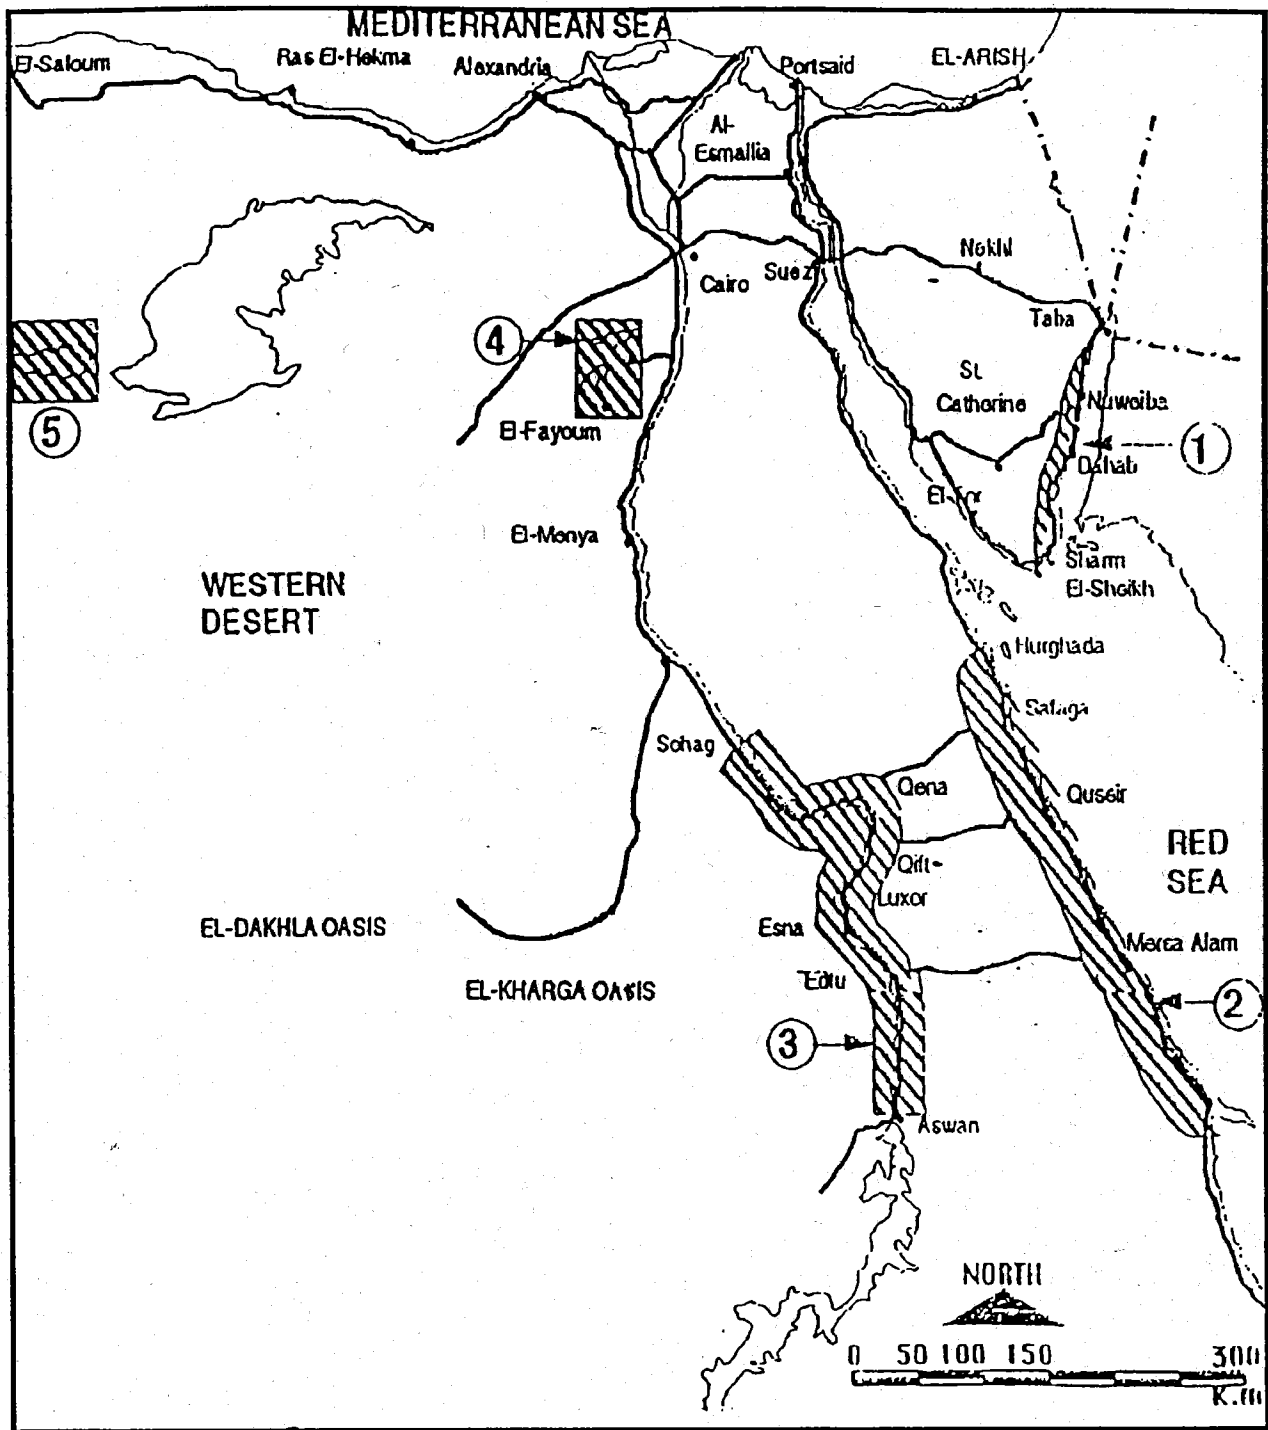 MEDITERRANEAN SEA
El-Saloum
Ras El-Hekma
Alexandria
Portsaid
EL-ARISH
Al-
Esmallia
Nekhl
Cairo
Suez
Taba
4
St.
Catherine
Nuweiba
5
El-Fayoum
1
Dahab
El-Tor
El-Menya
Sharm
El-Sheikh
WESTERN
DESERT
Hurghada
Safaga
Sohag
Qena
Quseir
RED
SEA
Qift-
Luxor
EL-DAKHLA OASIS
Esna
Mersa Alam
Edfu
EL-KHARGA OASIS
2
3
Aswan
NORTH
0 50 100 150 300
K.m